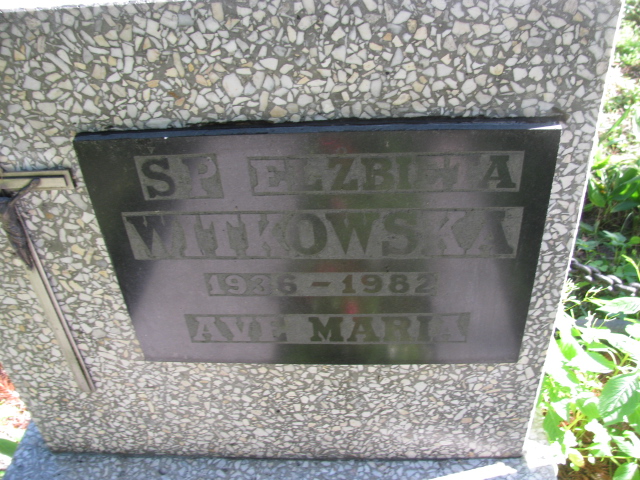 SP ELŻBIETA
WITKOWSKA
1936-1982
AVE MARIA